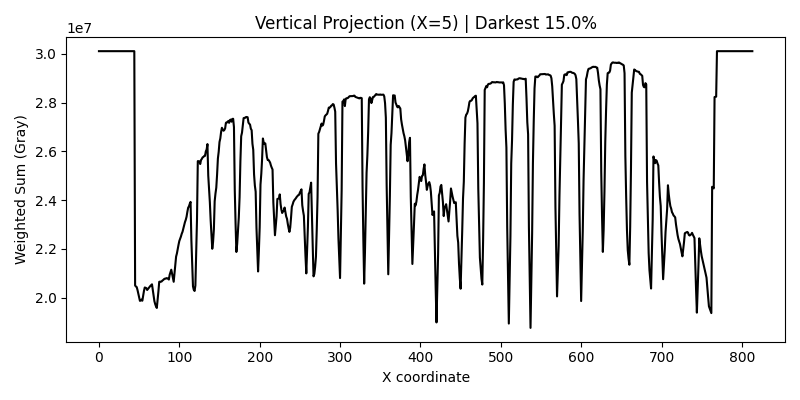 Vertical Projection (X=5) | Darkest 15.0%
1e7
3.0
2.8
2.6
2.4
2.2
2.0
Weighted Sum (Gray)
0 100 200 300 400 500 600 700 800
X coordinate